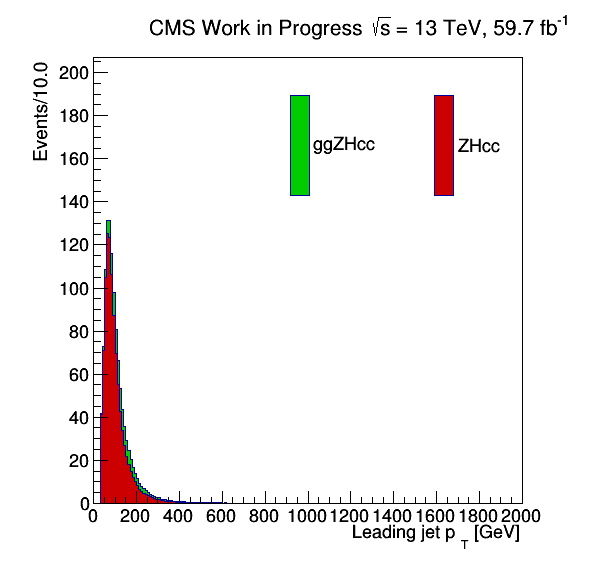 CMS Work in Progress √s = 13 TeV, 59.7 fb-1
Events/10.0
200
180
160
140
120
100
80
60
40
20
0
ggZHcc
ZHcc
0 200 400 600 800 1000 1200 1400 1600 1800 2000
Leading jet p T [GeV]